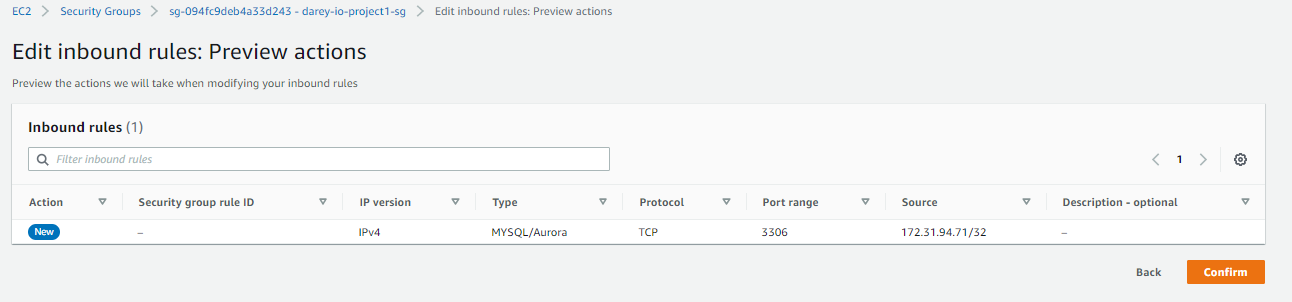 EC2 > Security Groups > sg-094fc9deb4a33d243 - darey-io-project1-sg > Edit inbound rules: Preview actions
Edit inbound rules: Preview actions
Preview the actions we will take when modifying your inbound rules
Inbound rules (1)
Filter inbound rules
1
Action Security group rule ID IP version Type Protocol Port range Source Description - optional
New – IPv4 MYSQL/Aurora TCP 3306 172.31.94.71/32 –
Back Confirm